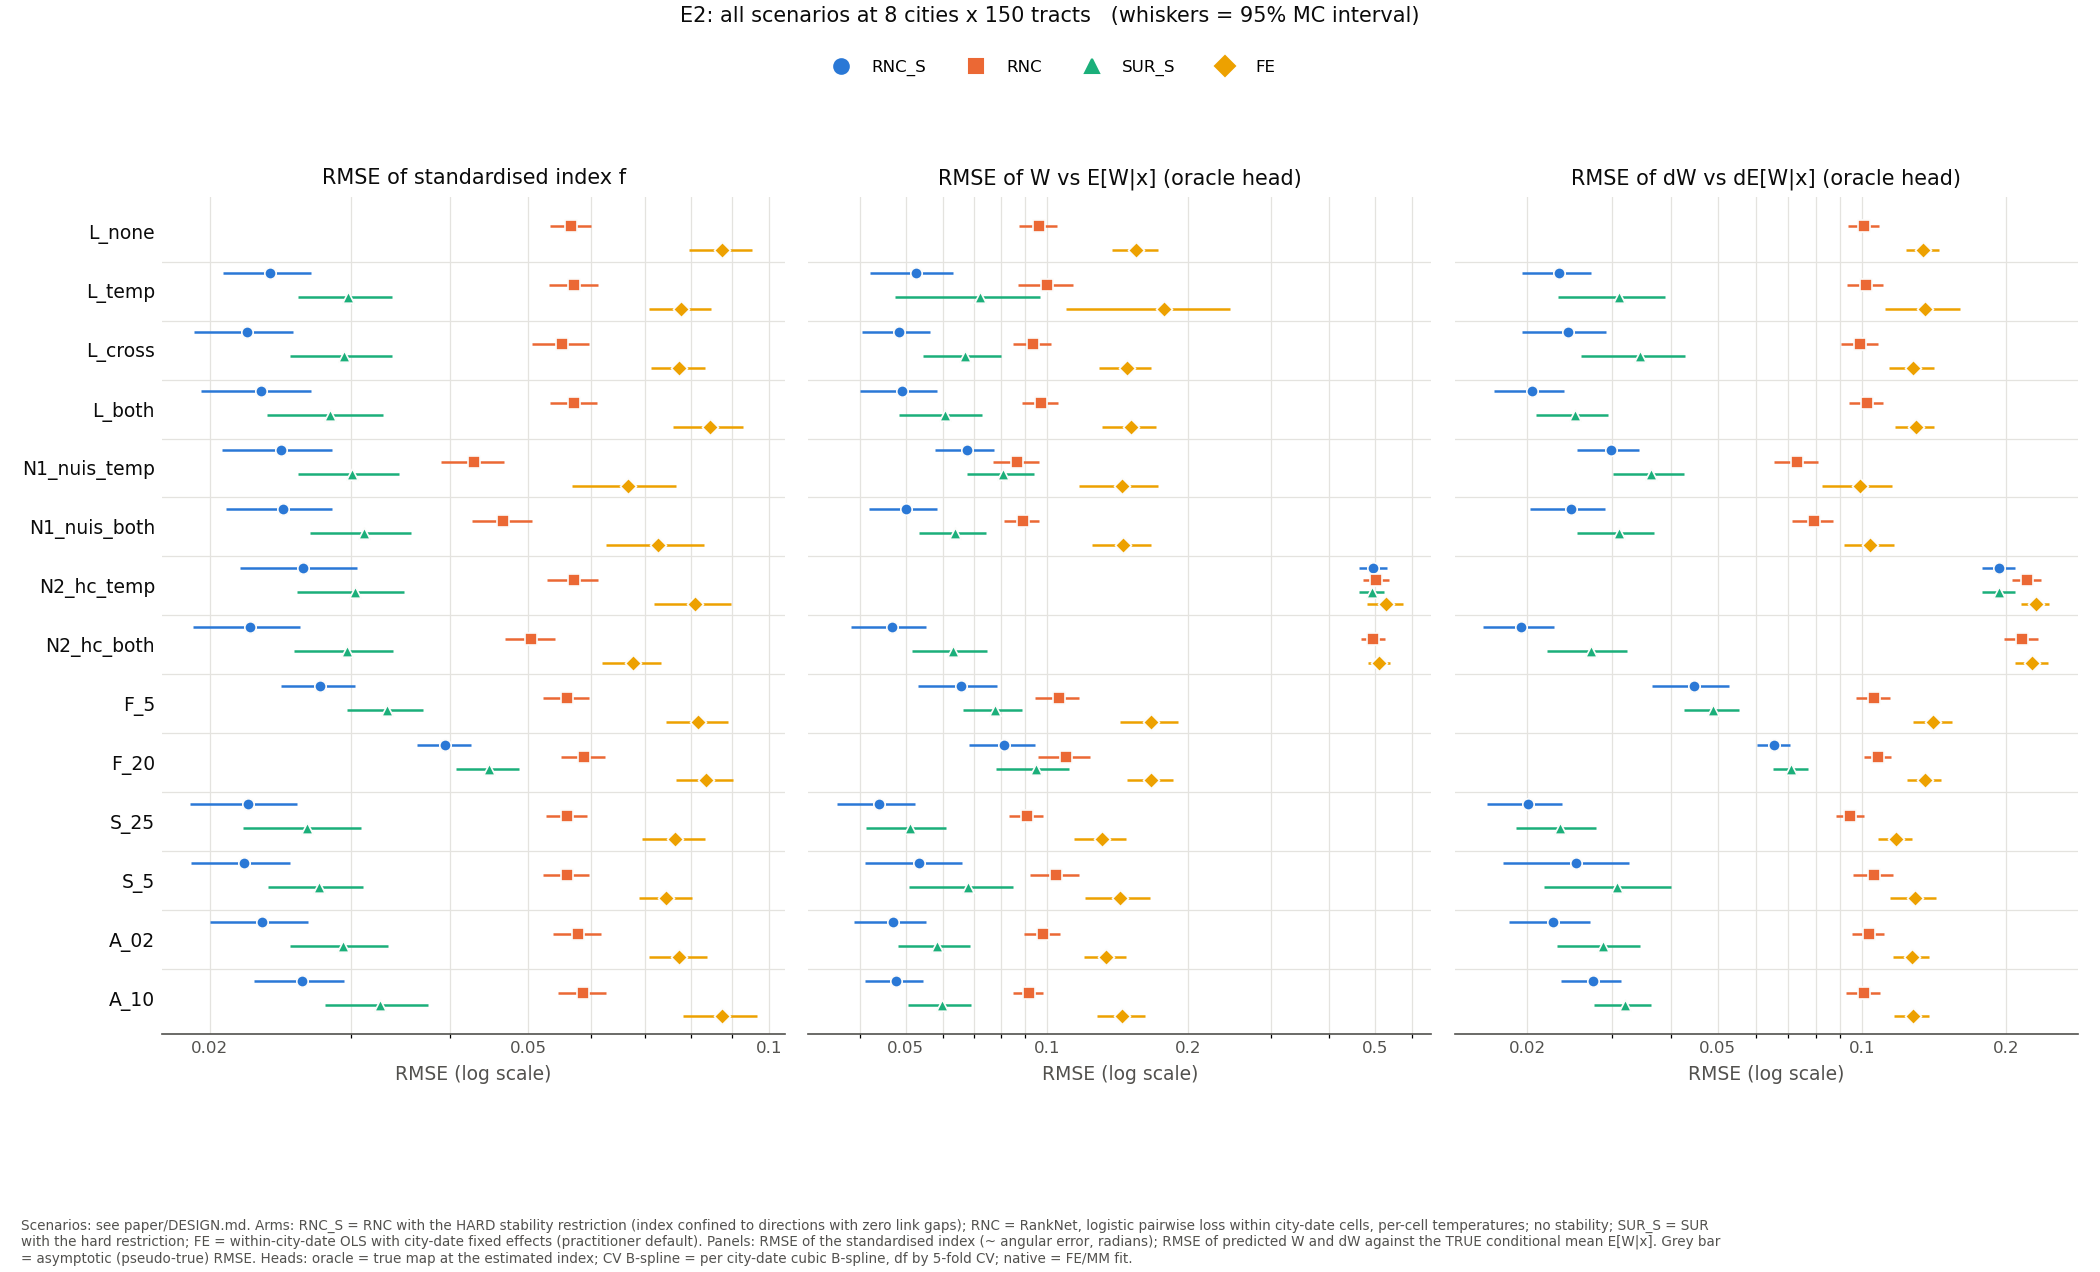 E2: all scenarios at 8 cities x 150 tracts   (whiskers = 95% MC interval)
RNC_S RNC SUR_S FE
RMSE of standardised index f
RMSE of W vs E[W|x] (oracle head)
RMSE of dW vs dE[W|x] (oracle head)
L_none
L_temp
L_cross
L_both
N1_nuis_temp
N1_nuis_both
N2_hc_temp
N2_hc_both
F_5
F_20
S_25
S_5
A_02
A_10
0.02 0.05 0.1
0.05 0.1 0.2 0.5
0.02 0.05 0.1 0.2
RMSE (log scale)
RMSE (log scale)
RMSE (log scale)
Scenarios: see paper/DESIGN.md. Arms: RNC_S = RNC with the HARD stability restriction (index confined to directions with zero link gaps); RNC = RankNet, logistic pairwise loss within city-date cells, per-cell temperatures; no stability; SUR_S = SUR
with the hard restriction; FE = within-city-date OLS with city-date fixed effects (practitioner default). Panels: RMSE of the standardised index (~ angular error, radians); RMSE of predicted W and dW against the TRUE conditional mean E[W|x]. Grey bar
= asymptotic (pseudo-true) RMSE. Heads: oracle = true map at the estimated index; CV B-spline = per city-date cubic B-spline, df by 5-fold CV; native = FE/MM fit.